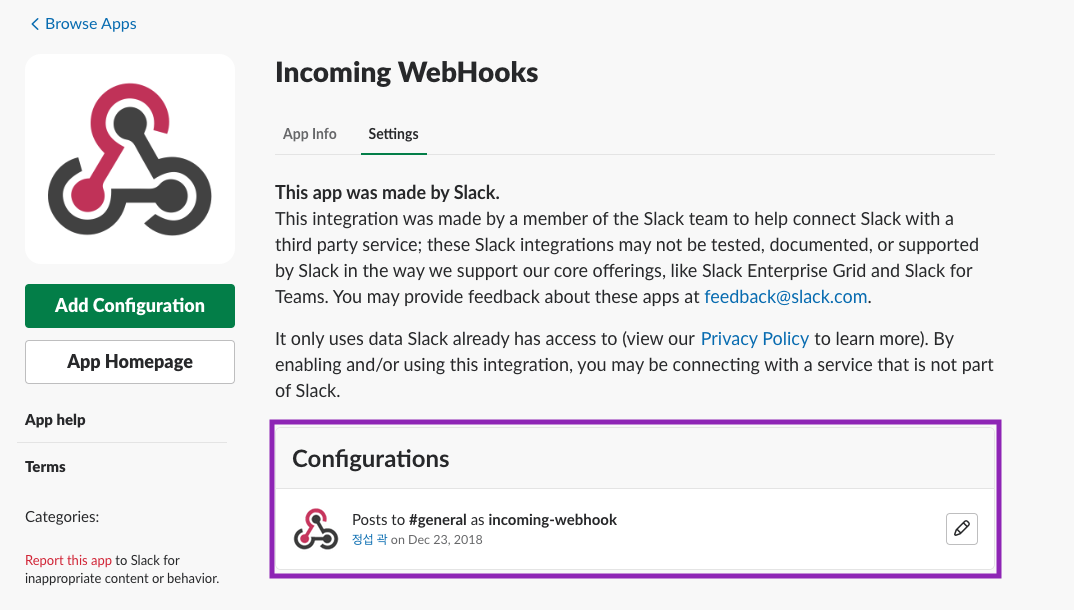 Browse Apps
Incoming WebHooks
App Info Settings
This app was made by Slack.
This integration was made by a member of the Slack team to help connect Slack with a
third party service; these Slack integrations may not be tested, documented, or supported
by Slack in the way we support our core offerings, like Slack Enterprise Grid and Slack for
Teams. You may provide feedback about these apps at feedback@slack.com.
It only uses data Slack already has access to (view our Privacy Policy to learn more). By
enabling and/or using this integration, you may be connecting with a service that is not part
of Slack.
Add Configuration
App Homepage
App help
Terms
Categories:
Report this app to Slack for
inappropriate content or behavior.
Configurations
Posts to #general as incoming-webhook
정섭 곽 on Dec 23, 2018